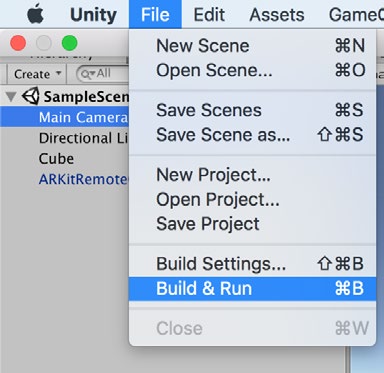 Unity File Edit Assets GameO
New Scene ⌘N
Create All Open Scene... ⌘O
SampleScen
Save Scenes ⌘S
Main Camera
Directional Li Save Scene as... ⇧⌘S
Cube
New Project...
ARKitRemote
Open Project...
Save Project
Build Settings... ⇧⌘B
Build & Run ⌘B
Close ⌘W